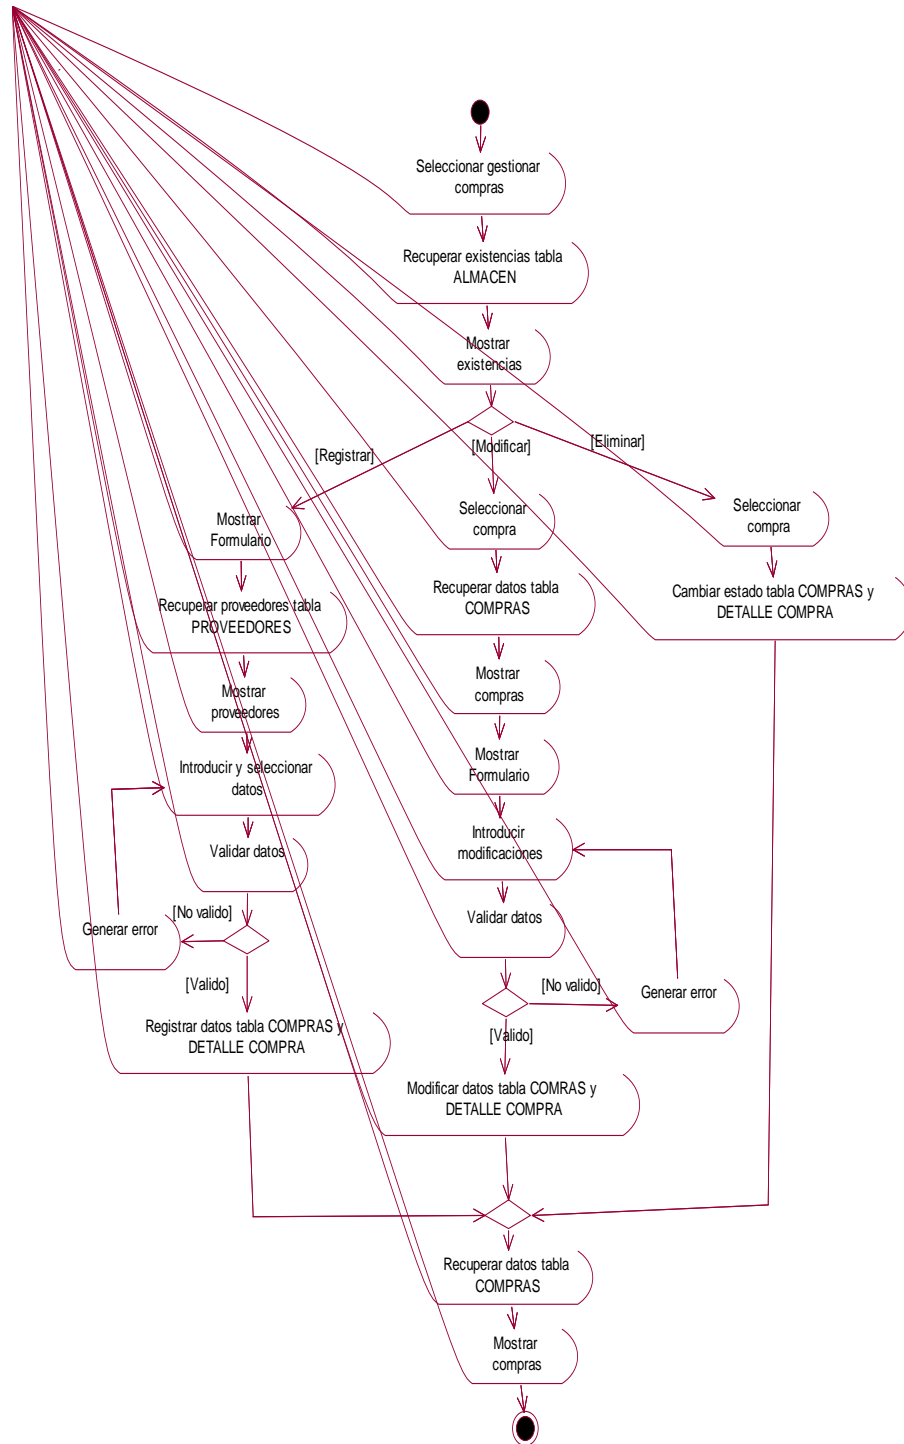 Seleccionar gestionar
compras
Recuperar existencias tabla
ALMACEN
Mostrar
existencias
[Registrar]
[Modificar]
[Eliminar]
Mostrar
Formulario
Recuperar proveedores tabla
PROVEEDORES
Mostrar
proveedores
Introducir y seleccionar
datos
Validar datos
[No valido]
Generar error
[Valido]
Registrar datos tabla COMPRAS y
DETALLE COMPRA
Seleccionar
compra
Recuperar datos tabla
COMPRAS
Mostrar
compras
Mostrar
Formulario
Introducir
modificaciones
Validar datos
[No valido]
Generar error
[Valido]
Modificar datos tabla COMRAS y
DETALLE COMPRA
Seleccionar
compra
Cambiar estado tabla COMPRAS y
DETALLE COMPRA
Recuperar datos tabla
COMPRAS
Mostrar
compras